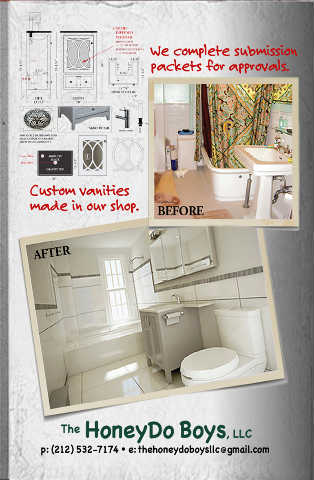 We complete submission
packets for approvals.
Custom vanities
made in our shop.
BEFORE
AFTER
The HoneyDo Boys, LLC
p: (212) 532-7174 • e: thehoneydoboysllc@gmail.com